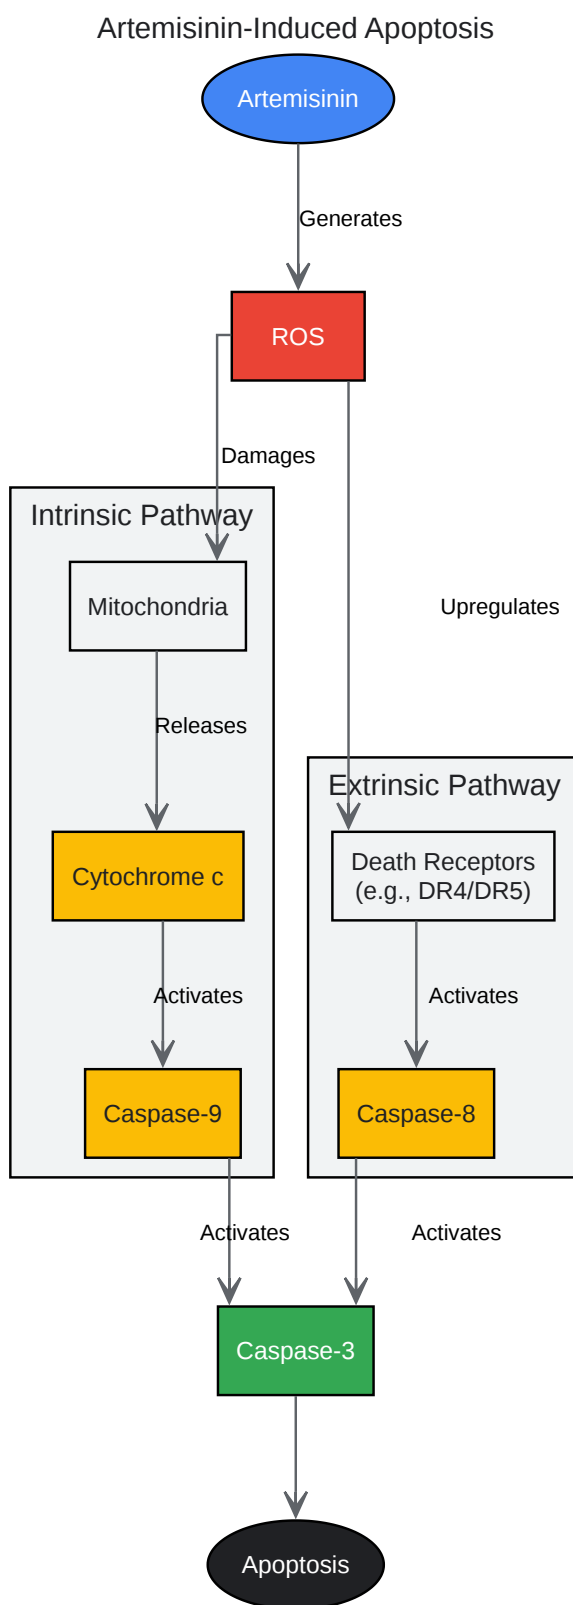 Artemisinin-Induced Apoptosis
Artemisinin
Generates
ROS
Damages
Intrinsic Pathway
Mitochondria
Upregulates
Releases
Extrinsic Pathway
Cytochrome c
Death Receptors
(e.g., DR4/DR5)
Activates
Activates
Caspase-9
Caspase-8
Activates
Activates
Caspase-3
Apoptosis